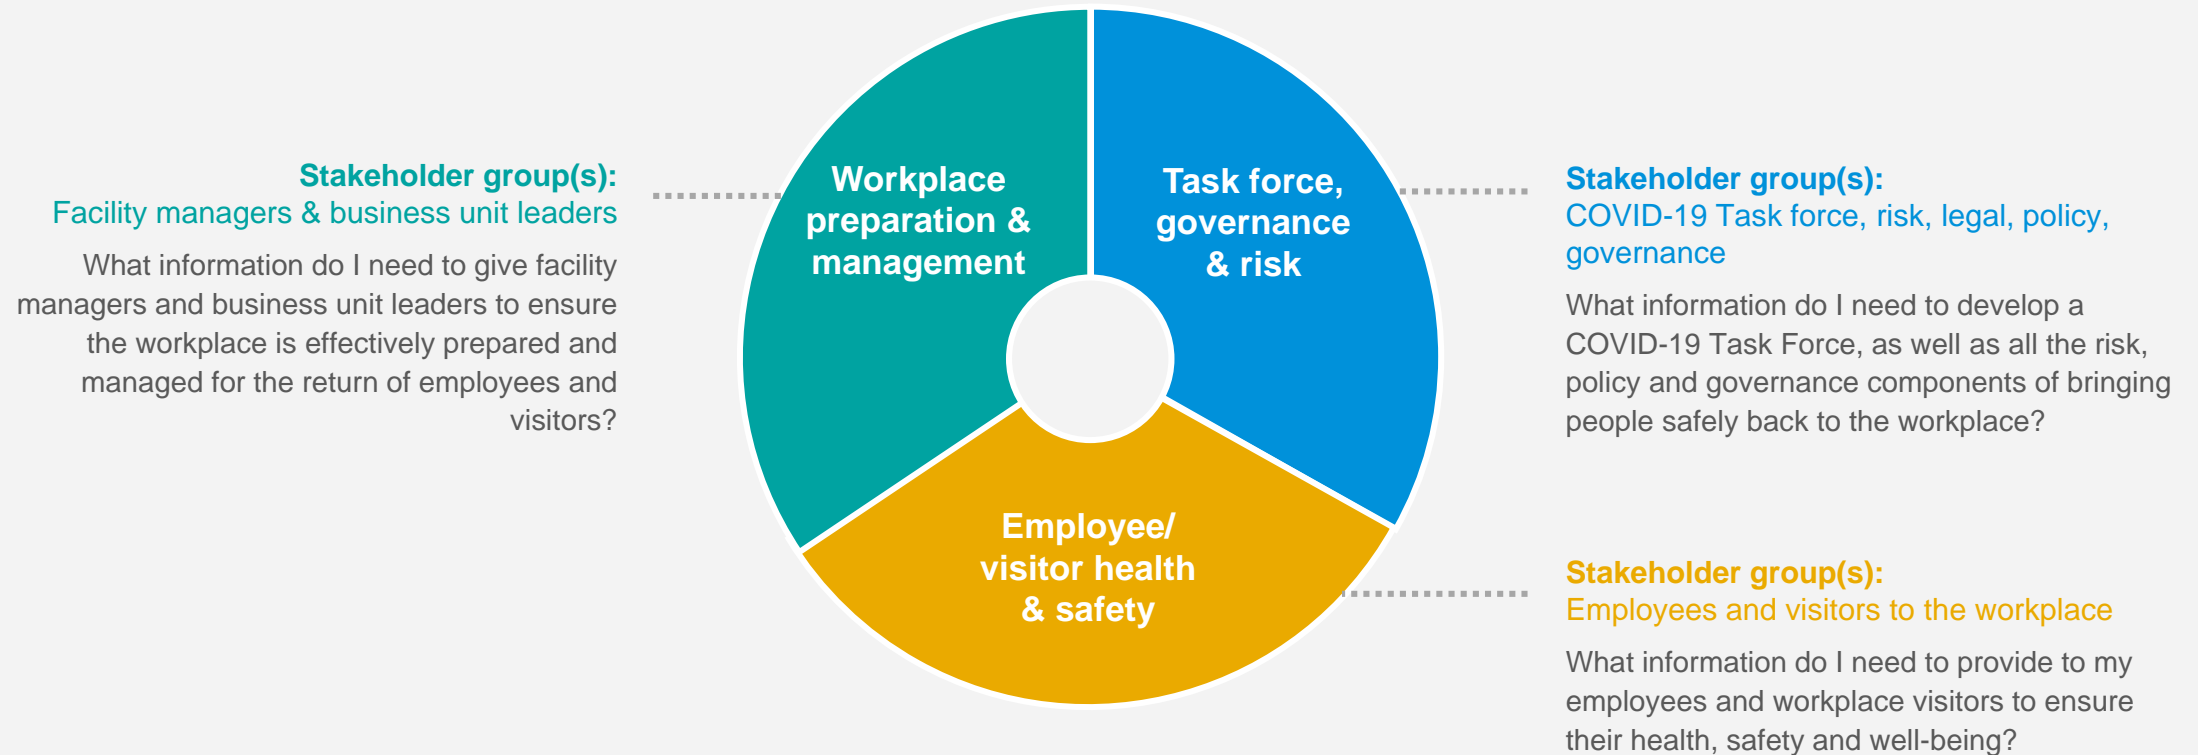 Stakeholder group(s):
Facility managers & business unit leaders
What information do I need to give facility
managers and business unit leaders to ensure
the workplace is effectively prepared and
managed for the return of employees and
visitors?
Workplace
preparation &
management
Task force,
governance
& risk
Employee/
visitor health
& safety
Stakeholder group(s):
COVID-19 Task force, risk, legal, policy,
governance
What information do I need to develop a
COVID-19 Task Force, as well as all the risk,
policy and governance components of bringing
people safely back to the workplace?
Stakeholder group(s):
Employees and visitors to the workplace
What information do I need to provide to my
employees and workplace visitors to ensure
their health, safety and well-being?